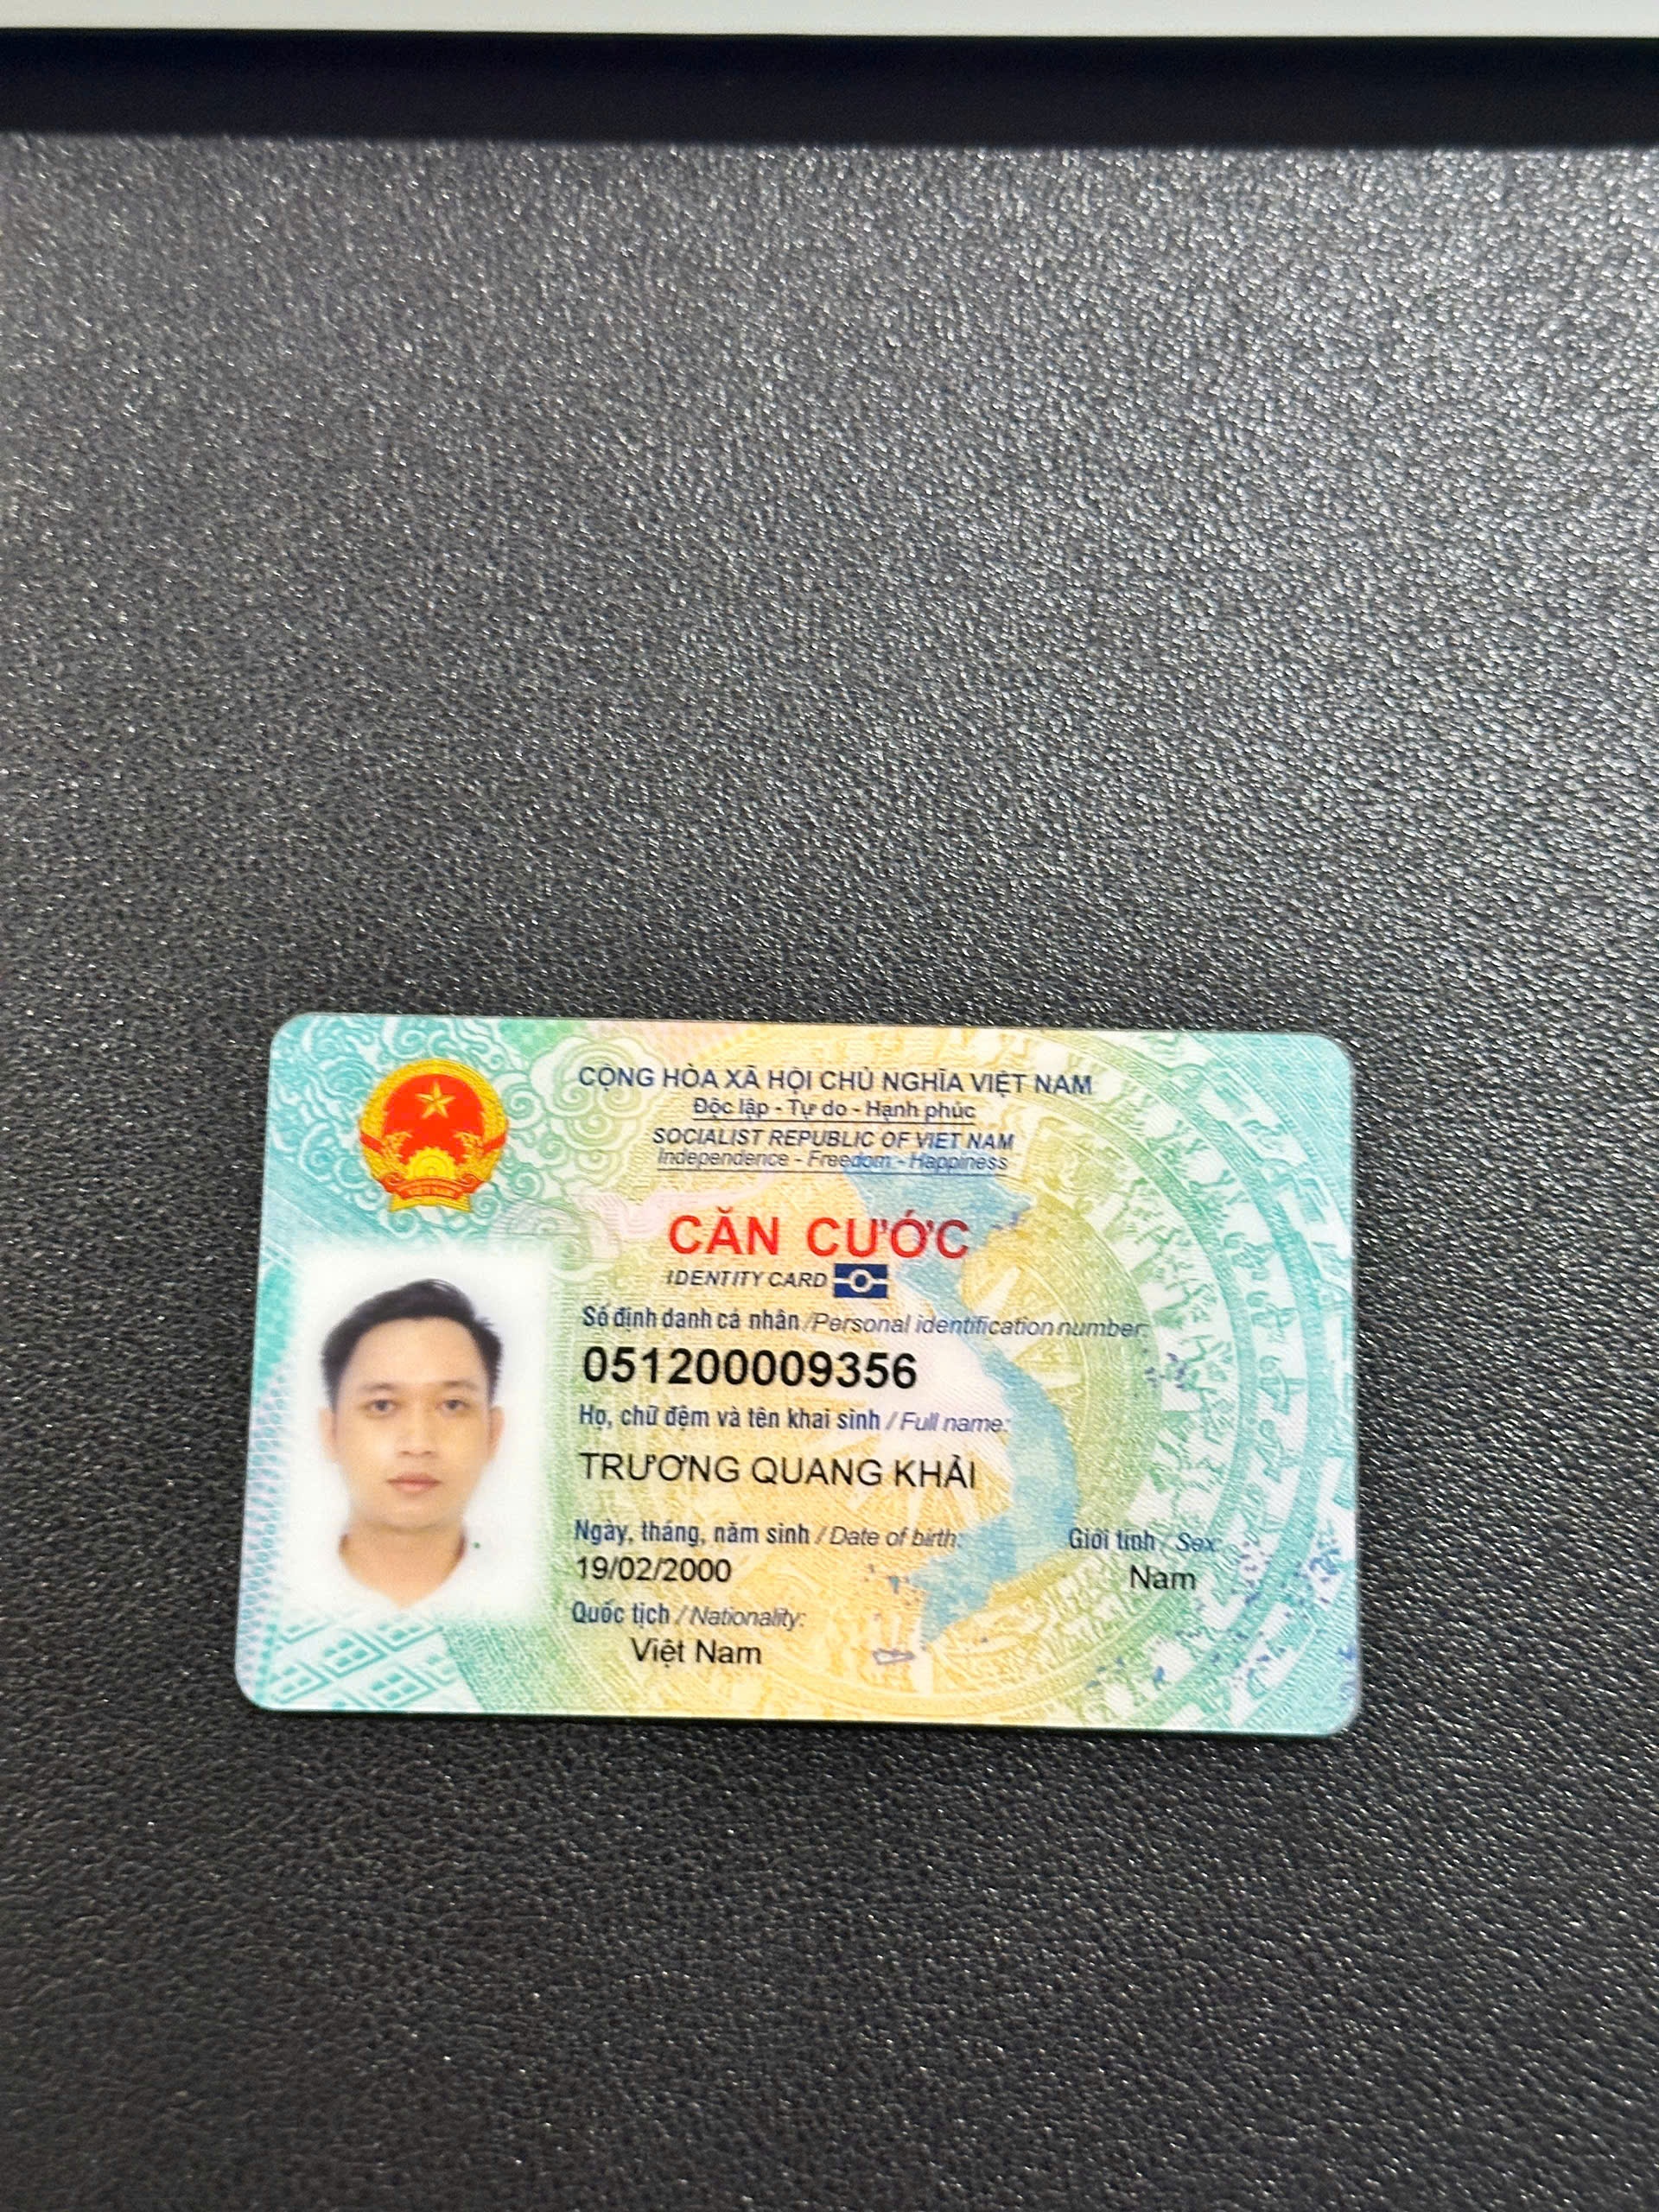 CỘNG HÒA XÃ HỘI CHỦ NGHĨA VIỆT NAM
Độc lập - Tự do - Hạnh phúc
SOCIALIST REPUBLIC OF VIET NAM
Independence - Freedom - Happiness
CĂN CƯỚC
IDENTITY CARD
Số định danh cá nhân /Personal identification number:
051200009356
Họ, chữ đệm và tên khai sinh / Full name:
TRƯƠNG QUANG KHẢI
Ngày, tháng, năm sinh / Date of birth: Giới tính / Sex:
19/02/2000 Nam
Quốc tịch / Nationality:
Việt Nam
VIỆT NAM